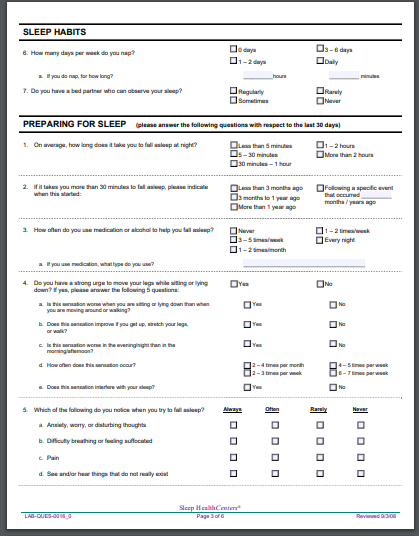 SLEEP HABITS
6. How many days per week do you nap?
0 days
3 – 6 days
1 – 2 days
Daily
a. If you do nap, for how long?
hours
minutes
7. Do you have a bed partner who can observe your sleep?
Regularly
Rarely
Sometimes
Never
PREPARING FOR SLEEP (please answer the following questions with respect to the last 30 days)
1. On average, how long does it take you to fall asleep at night?
Less than 5 minutes
1 – 2 hours
5 – 30 minutes
More than 2 hours
30 minutes – 1 hour
2. If it takes you more than 30 minutes to fall asleep, please indicate
when this started:
Less than 3 months ago
Following a specific event
3 months to 1 year ago
that occurred
More than 1 year ago
months / years ago
3. How often do you use medication or alcohol to help you fall asleep?
Never
1 – 2 times/week
3 – 5 times/week
Every night
1 – 2 times/month
a. If you use medication, what type do you use?
4. Do you have a strong urge to move your legs while sitting or lying
down? If yes, please answer the following 5 questions:
Yes
No
a. Is this sensation worse when you are sitting or lying down than when
you are moving around or walking?
Yes
No
b. Does this sensation improve if you get up, stretch your legs,
or walk?
Yes
No
c. Is this sensation worse in the evening/night than in the
morning/afternoon?
Yes
No
d. How often does this sensation occur?
2 – 4 times per month
4 – 5 times per week
2 – 3 times per week
6 – 7 times per week
e. Does this sensation interfere with your sleep?
Yes
No
5. Which of the following do you notice when you try to fall asleep?
Always Often Rarely Never
a. Anxiety, worry, or disturbing thoughts
b. Difficulty breathing or feeling suffocated
c. Pain
d. See and/or hear things that do not really exist
Sleep HealthCenters®
LAB-QUES-0016_0
Page 3 of 6
Reviewed 9/3/08